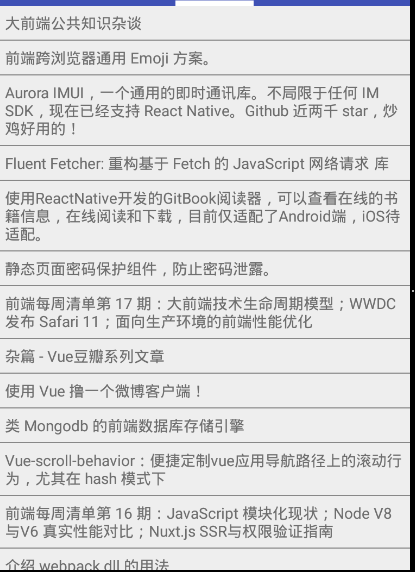 大前端公共知识杂谈
前端跨浏览器通用 Emoji 方案。
Aurora IMUI，一个通用的即时通讯库。不局限于任何 IM
SDK，现在已经支持 React Native。Github 近两千 star，炒
鸡好用的！
Fluent Fetcher: 重构基于 Fetch 的 JavaScript 网络请求 库
使用ReactNative开发的GitBook阅读器，可以查看在线的书
籍信息，在线阅读和下载，目前仅适配了Android端，iOS待
适配。
静态页面密码保护组件，防止密码泄露。
前端每周清单第 17 期：大前端技术生命周期模型；WWDC
发布 Safari 11；面向生产环境的前端性能优化
杂篇 - Vue豆瓣系列文章
使用 Vue 撸一个微博客户端！
类 Mongodb 的前端数据库存储引擎
Vue-scroll-behavior：便捷定制vue应用导航路径上的滚动行
为，尤其在 hash 模式下
前端每周清单第 16 期：JavaScript 模块化现状；Node V8
与V6 真实性能对比；Nuxt.js SSR与权限验证指南
介绍 webpack dll 的用法